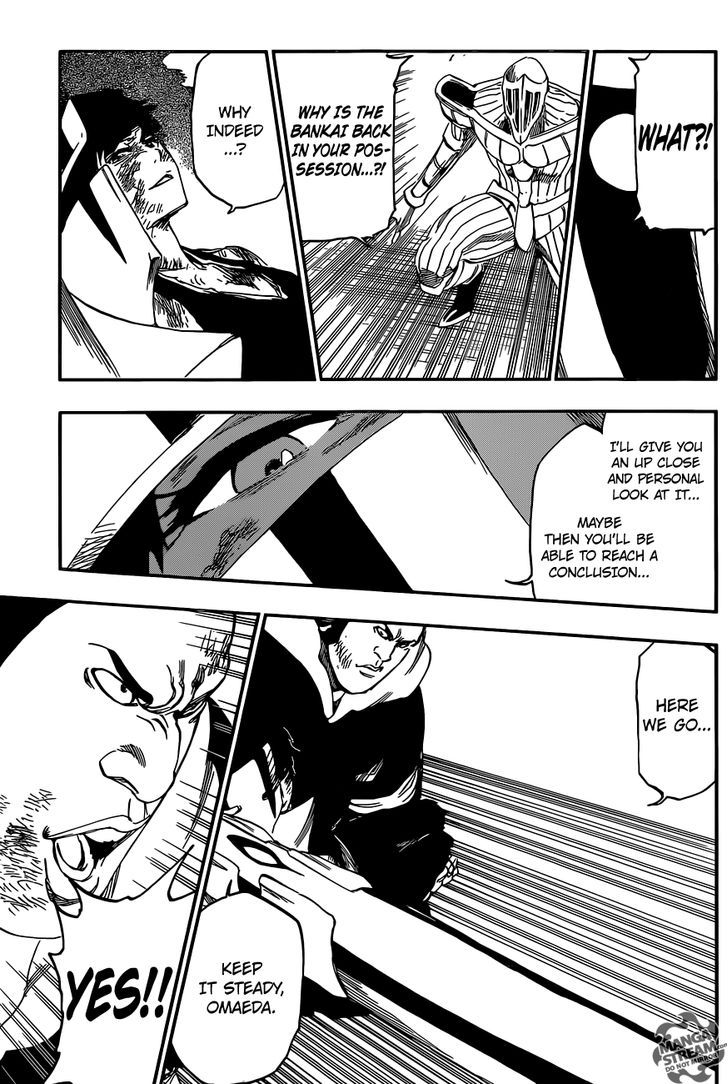 WHAT?!
WHY IS THE
BANKAI BACK
IN YOUR POS-
SESSION...?!
WHY
INDEED
...?
I'LL GIVE YOU
AN UP CLOSE
AND PERSONAL
LOOK AT IT...
MAYBE
THEN YOU'LL BE
ABLE TO REACH A
CONCLUSION...
HERE
WE GO...
KEEP
IT STEADY,
OMAEDA.
YES!!
MANGA
STREAM.com
DO NOT MIRROR